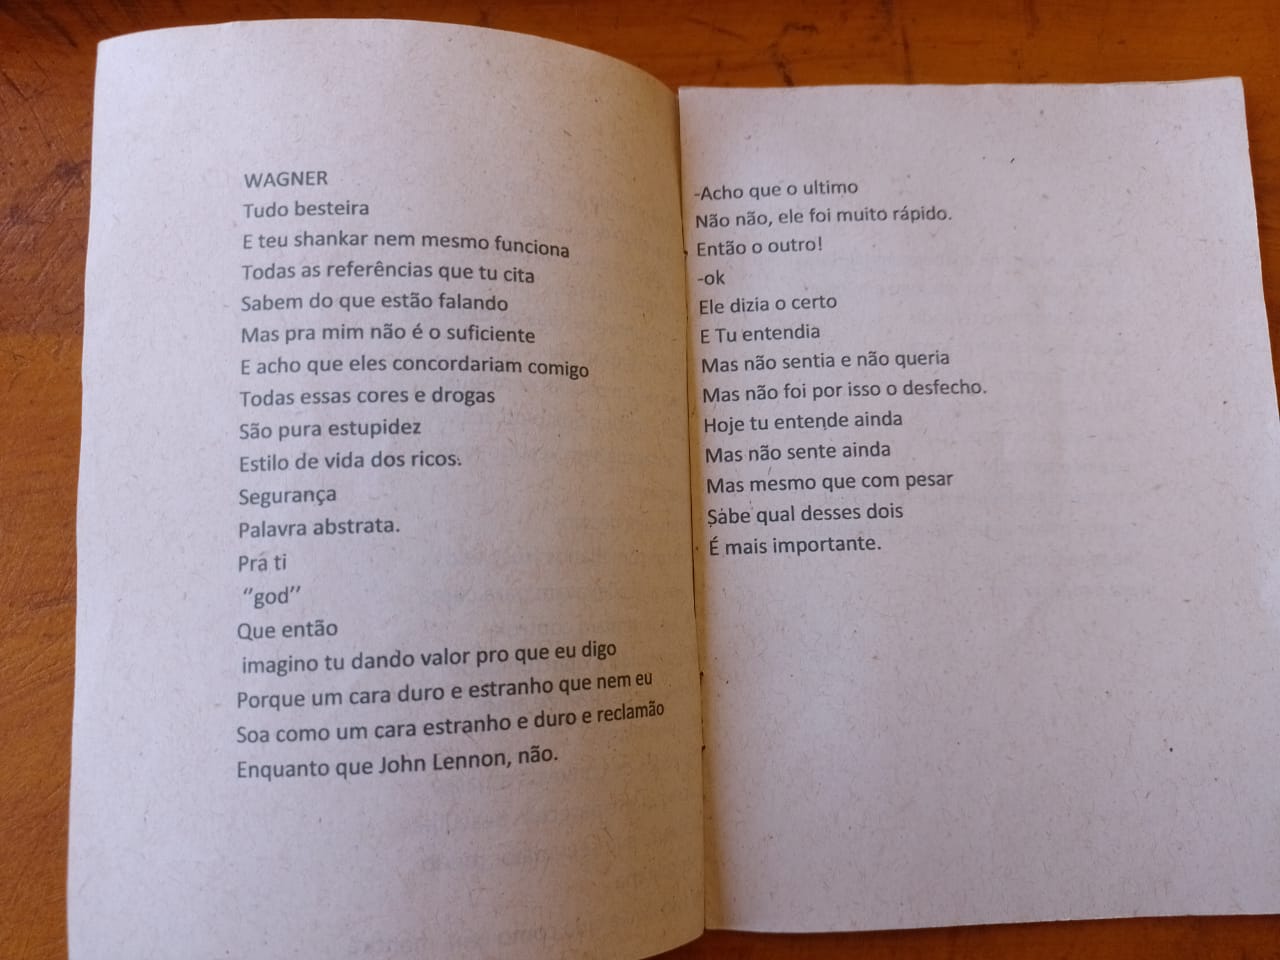 WAGNER
Tudo besteira
E teu shankar nem mesmo funciona
Todas as referências que tu cita
Sabem do que estão falando
Mas pra mim não é o suficiente
E acho que eles concordariam comigo
Todas essas cores e drogas
São pura estupidez
Estilo de vida dos ricos.
Segurança
Palavra abstrata.
Pra ti
“god”
Que então
imagino tu dando valor pro que eu digo
Porque um cara duro e estranho que nem eu
Soa como um cara estranho e duro e reclamão
Enquanto que John Lennon, não.
-Acho que o ultimo
Não não, ele foi muito rápido.
Então o outro!
-ok
Ele dizia o certo
E Tu entendia
Mas não sentia e não queria
Mas não foi por isso o desfecho.
Hoje tu entende ainda
Mas não sente ainda
Mas mesmo que com pesar
Sabe qual desses dois
É mais importante.